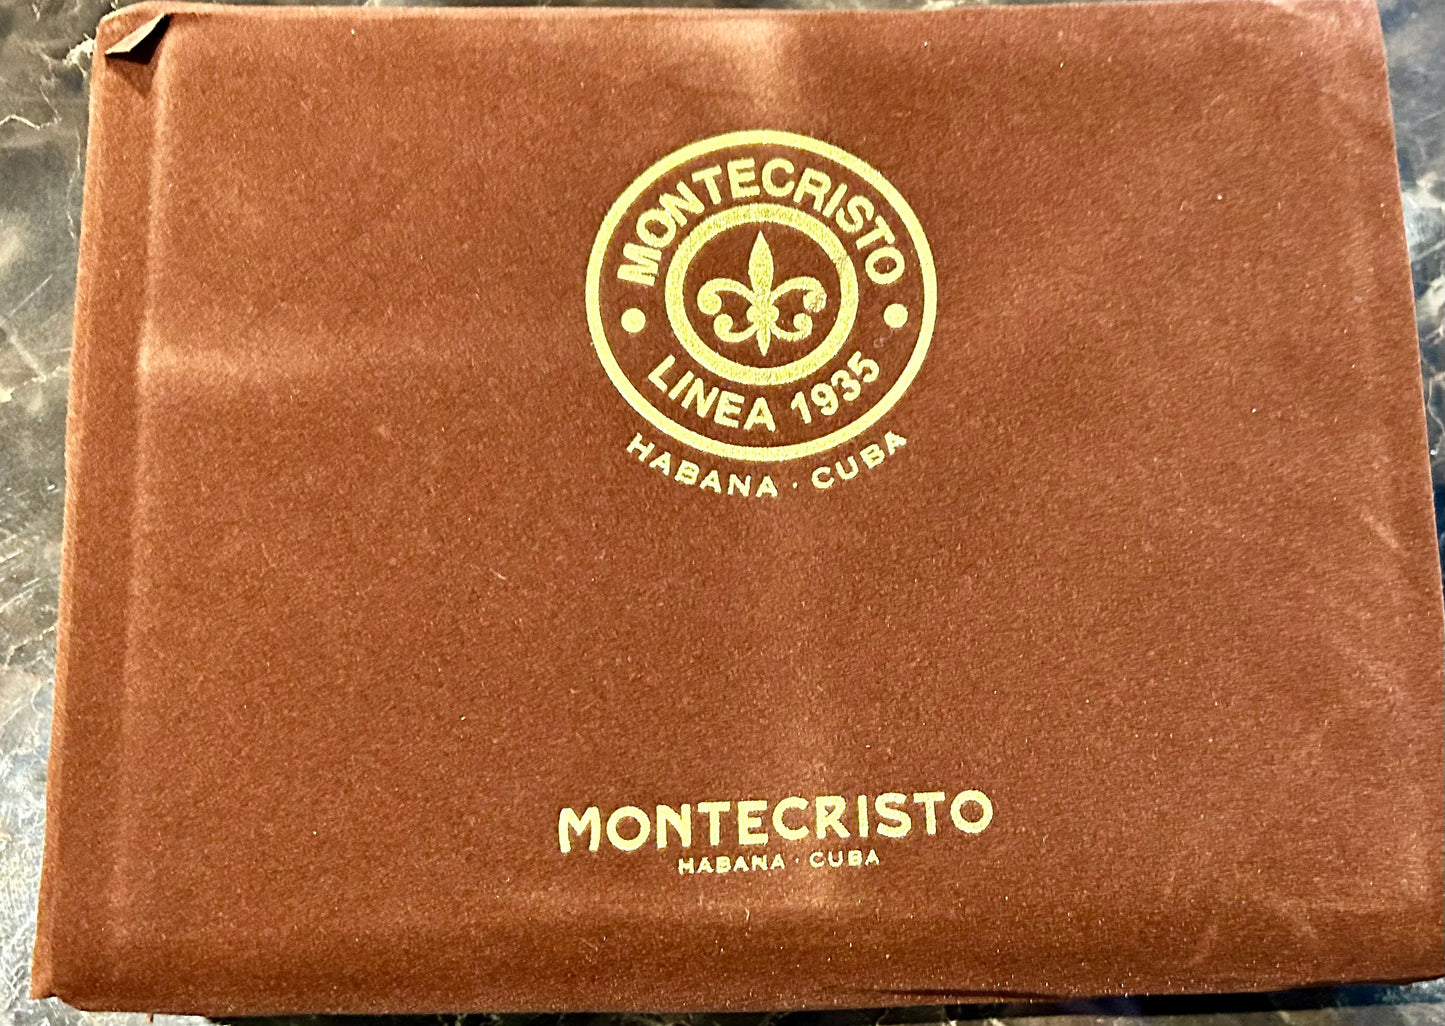 MONTECRISTO
LINEA 1935
HABANA · CUBA
MONTECRISTO
HABANA · CUBA